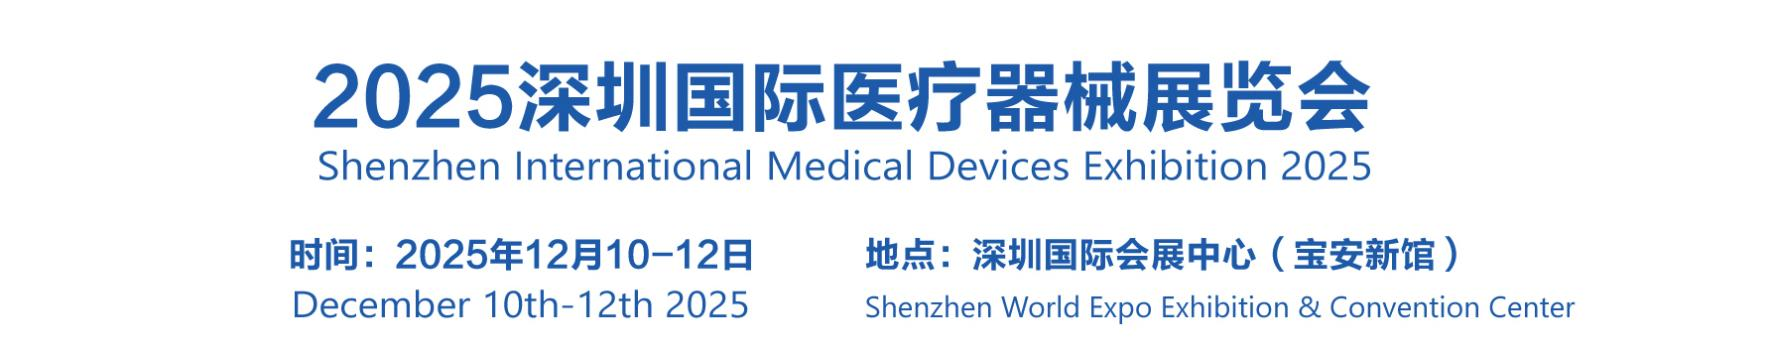 2025深圳国际医疗器械展览会
Shenzhen International Medical Devices Exhibition 2025
时间：2025年12月10-12日
December 10th-12th 2025
地点：深圳国际会展中心（宝安新馆）
Shenzhen World Expo Exhibition & Convention Center